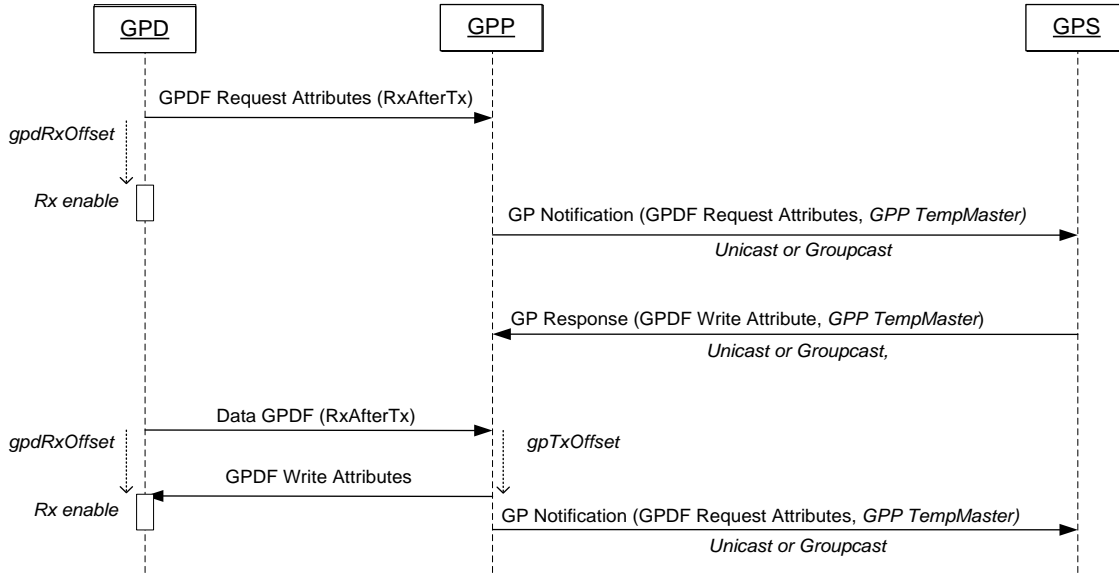 GPD
GPP
GPS
GPDF Request Attributes (RxAfterTx)
gpdRxOffset
Rx enable
GP Notification (GPDF Request Attributes, GPP TempMaster)
Unicast or Groupcast
GP Response (GPDF Write Attribute, GPP TempMaster)
Unicast or Groupcast,
Data GPDF (RxAfterTx)
gpdRxOffset
gpTxOffset
GPDF Write Attributes
Rx enable
GP Notification (GPDF Request Attributes, GPP TempMaster)
Unicast or Groupcast